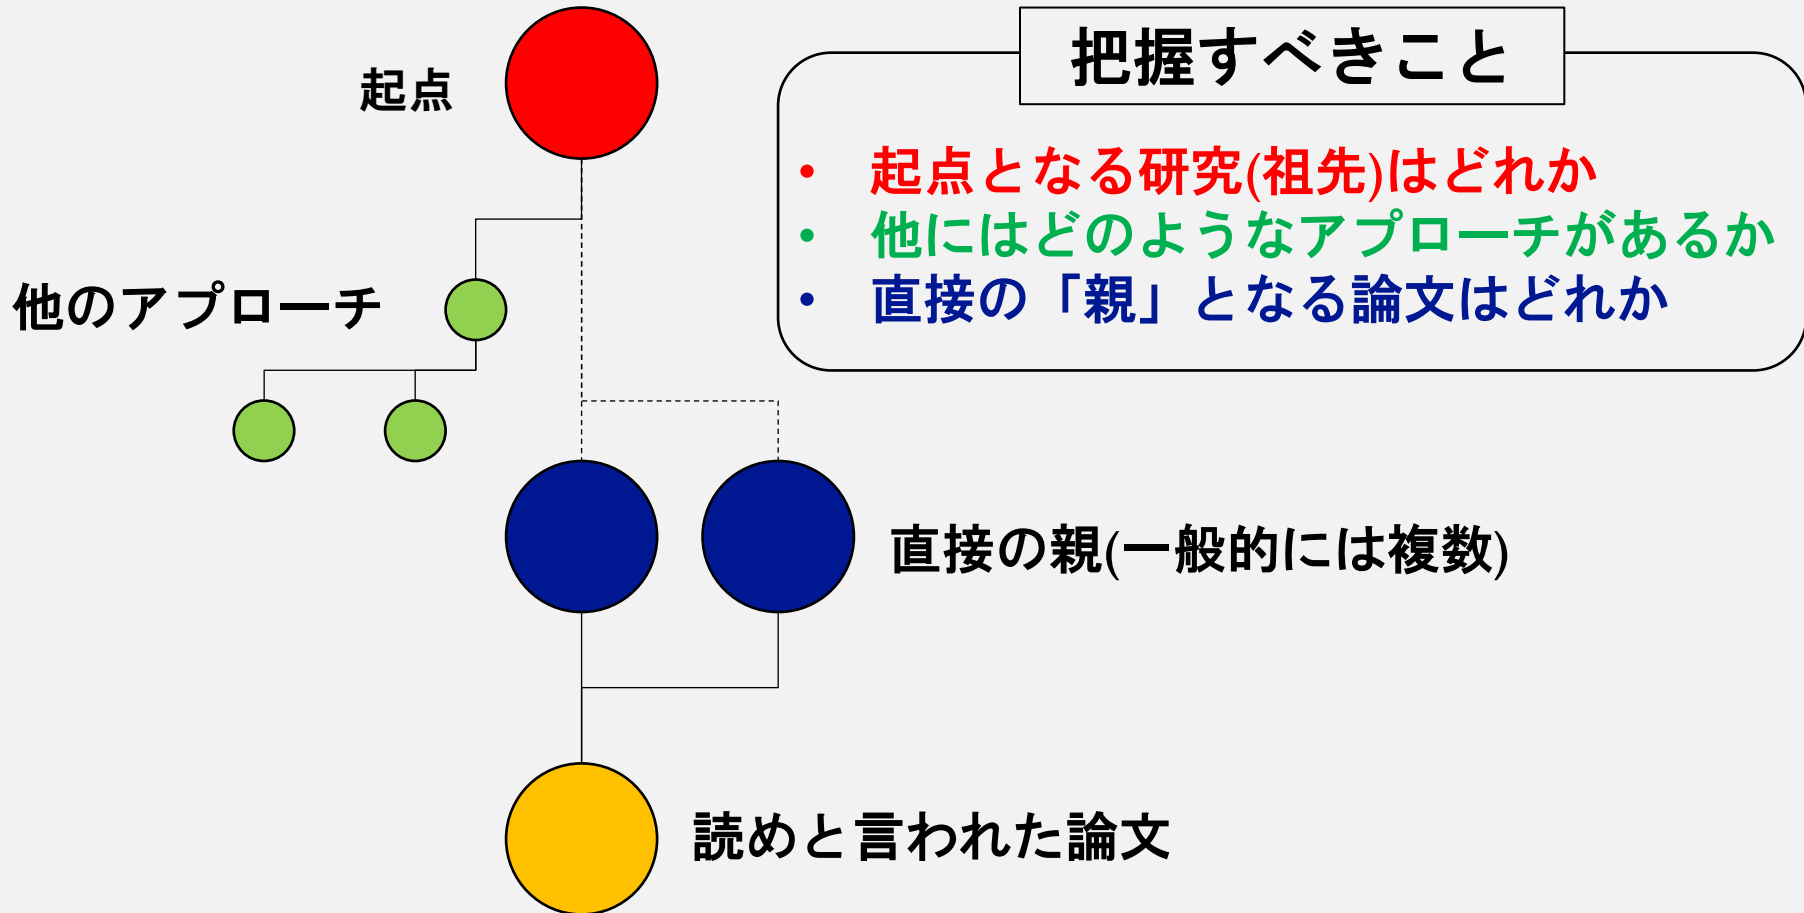 起点
把握すべきこと
• 起点となる研究(祖先)はどれか
• 他にはどのようなアプローチがあるか
• 直接の「親」となる論文はどれか
他のアプローチ
直接の親(一般的には複数)
読めと言われた論文